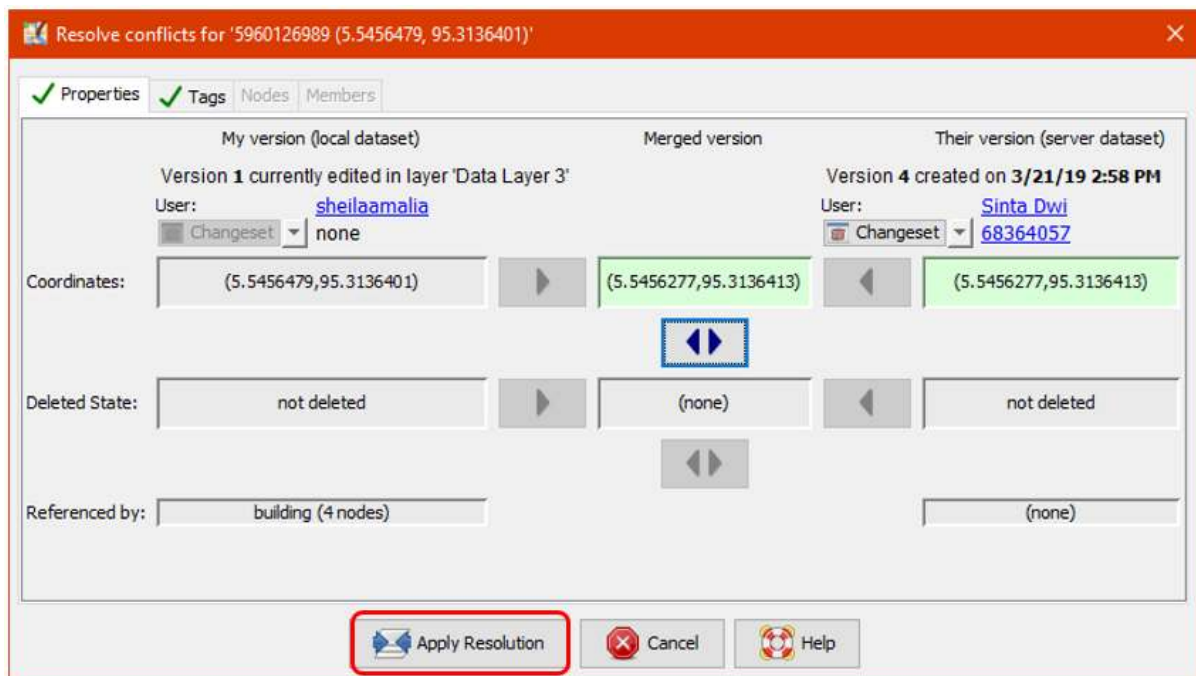 Resolve conflicts for '5960126989 (5.5456479, 95.3136401)'
Properties Tags Nodes Members
My version (local dataset) Merged version Their version (server dataset)
Version 1 currently edited in layer 'Data Layer 3' Version 4 created on 3/21/19 2:58 PM
User: sheilaamalia User: Sinta Dwi
Changeset none Changeset 68364057
Coordinates: (5.5456479,95.3136401) (5.5456277,95.3136413) (5.5456277,95.3136413)
Deleted State: not deleted (none) not deleted
Referenced by: building (4 nodes) (none)
Apply Resolution Cancel Help